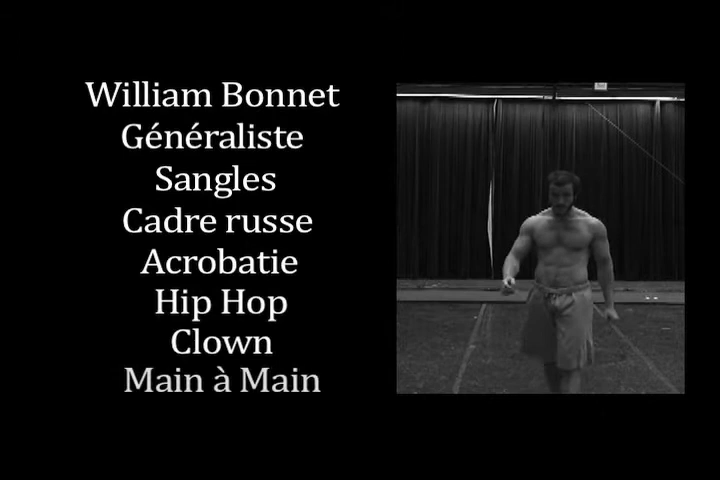 William Bonnet
Généraliste
Sangles
Cadre russe
Acrobatie
Hip Hop
Clown
Main à Main